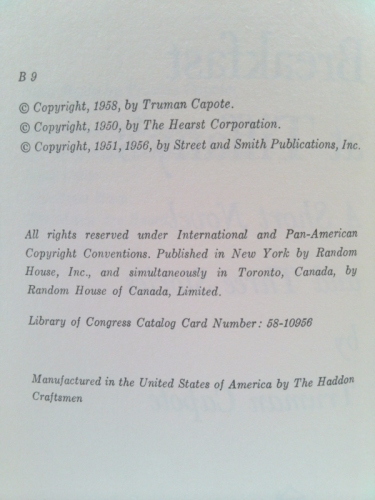 B 9
© Copyright, 1958, by Truman Capote.
© Copyright, 1950, by The Hearst Corporation.
© Copyright, 1951, 1956, by Street and Smith Publications, Inc.
All rights reserved under International and Pan-American
Copyright Conventions. Published in New York by Random
House, Inc., and simultaneously in Toronto, Canada, by
Random House of Canada, Limited.
Library of Congress Catalog Card Number: 58-10956
Manufactured in the United States of America by The Haddon
Craftsmen